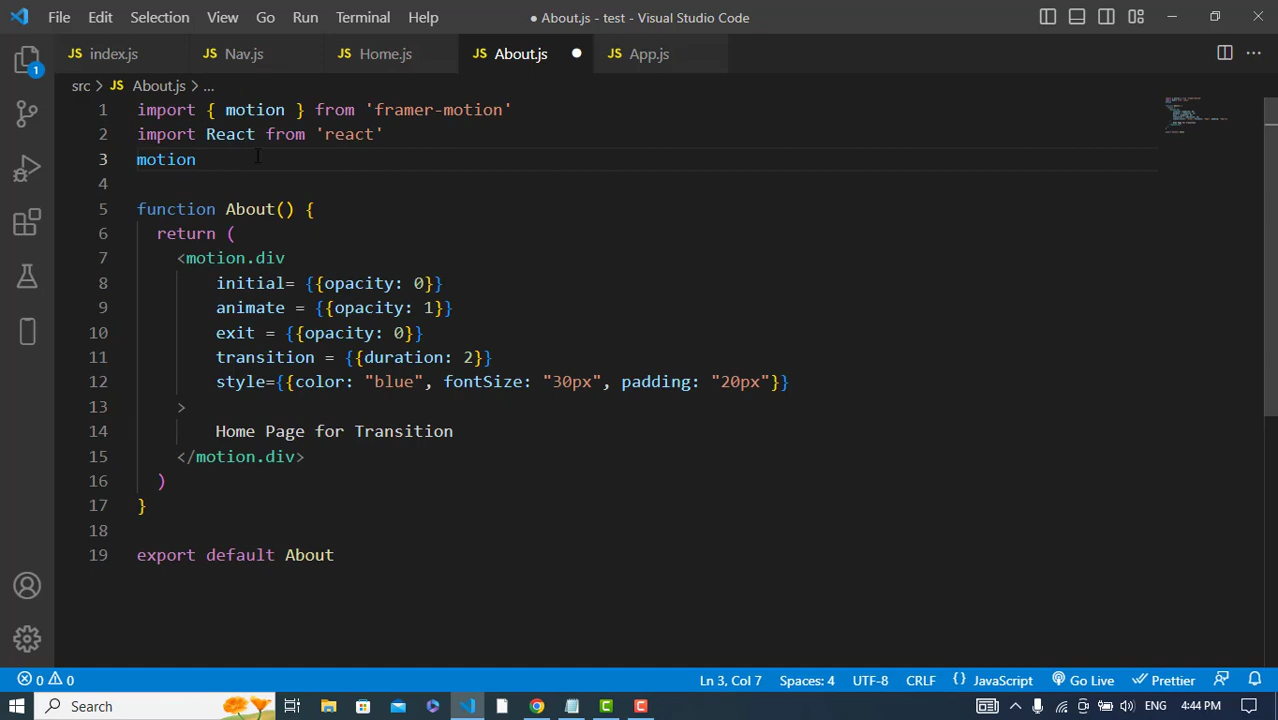 File Edit Selection View Go Run Terminal Help ● About.js - test - Visual Studio Code
JS index.js JS Nav.js JS Home.js JS About.js ● JS App.js
1
src > JS About.js > ...
1 import { motion } from 'framer-motion'
2 import React from 'react'
3 motion
4
5 function About() {
6 return (
7 <motion.div
8 initial= {{opacity: 0}}
9 animate = {{opacity: 1}}
10 exit = {{opacity: 0}}
11 transition = {{duration: 2}}
12 style={{color: "blue", fontSize: "30px", padding: "20px"}}
13 >
14 Home Page for Transition
15 </motion.div>
16 )
17 }
18
19 export default About
0 0 Ln 3, Col 7 Spaces: 4 UTF-8 CRLF {} JavaScript Go Live Prettier
Search ENG 4:44 PM